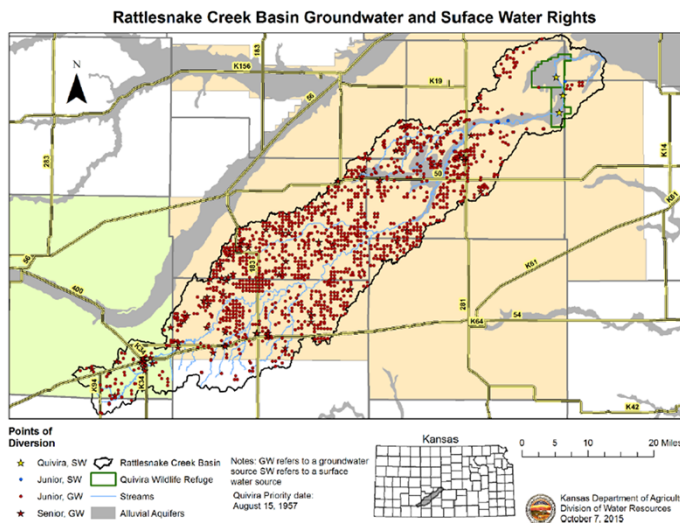 Rattlesnake Creek Basin Groundwater and Suface Water Rights
183
K156
N
K19
56
283
K14
50
K61
56
183
400
281
K61
54
K64
K34
K94
K42
Points of
Diversion
Quivira, SW
Junior, SW
Junior, GW
Senior, GW
Rattlesnake Creek Basin
Quivira Wildlife Refuge
Streams
Alluvial Aquifers
Notes: GW refers to a groundwater
source SW refers to a surface
water source
Quivira Priority date:
August 15, 1957
Kansas
0 5 10 20 Miles
Kansas Department of Agricult
Division of Water Resources
October 7, 2015